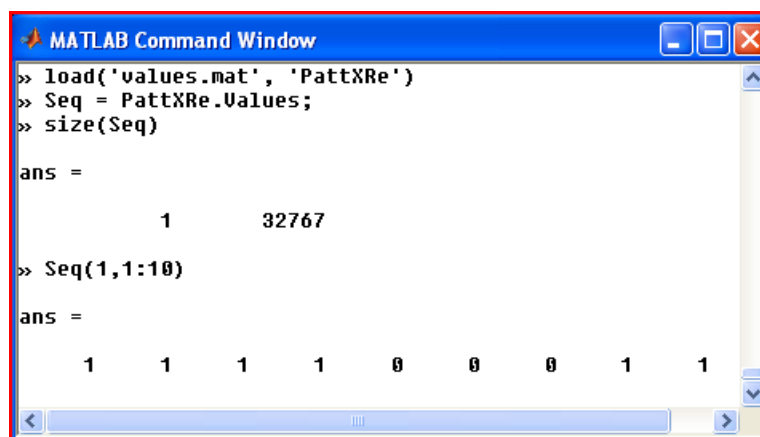 MATLAB Command Window
» load('values.mat', 'PattXRe')
» Seq = PattXRe.Values;
» size(Seq)
ans =
1 32767
» Seq(1,1:10)
ans =
1 1 1 1 0 0 0 1 1